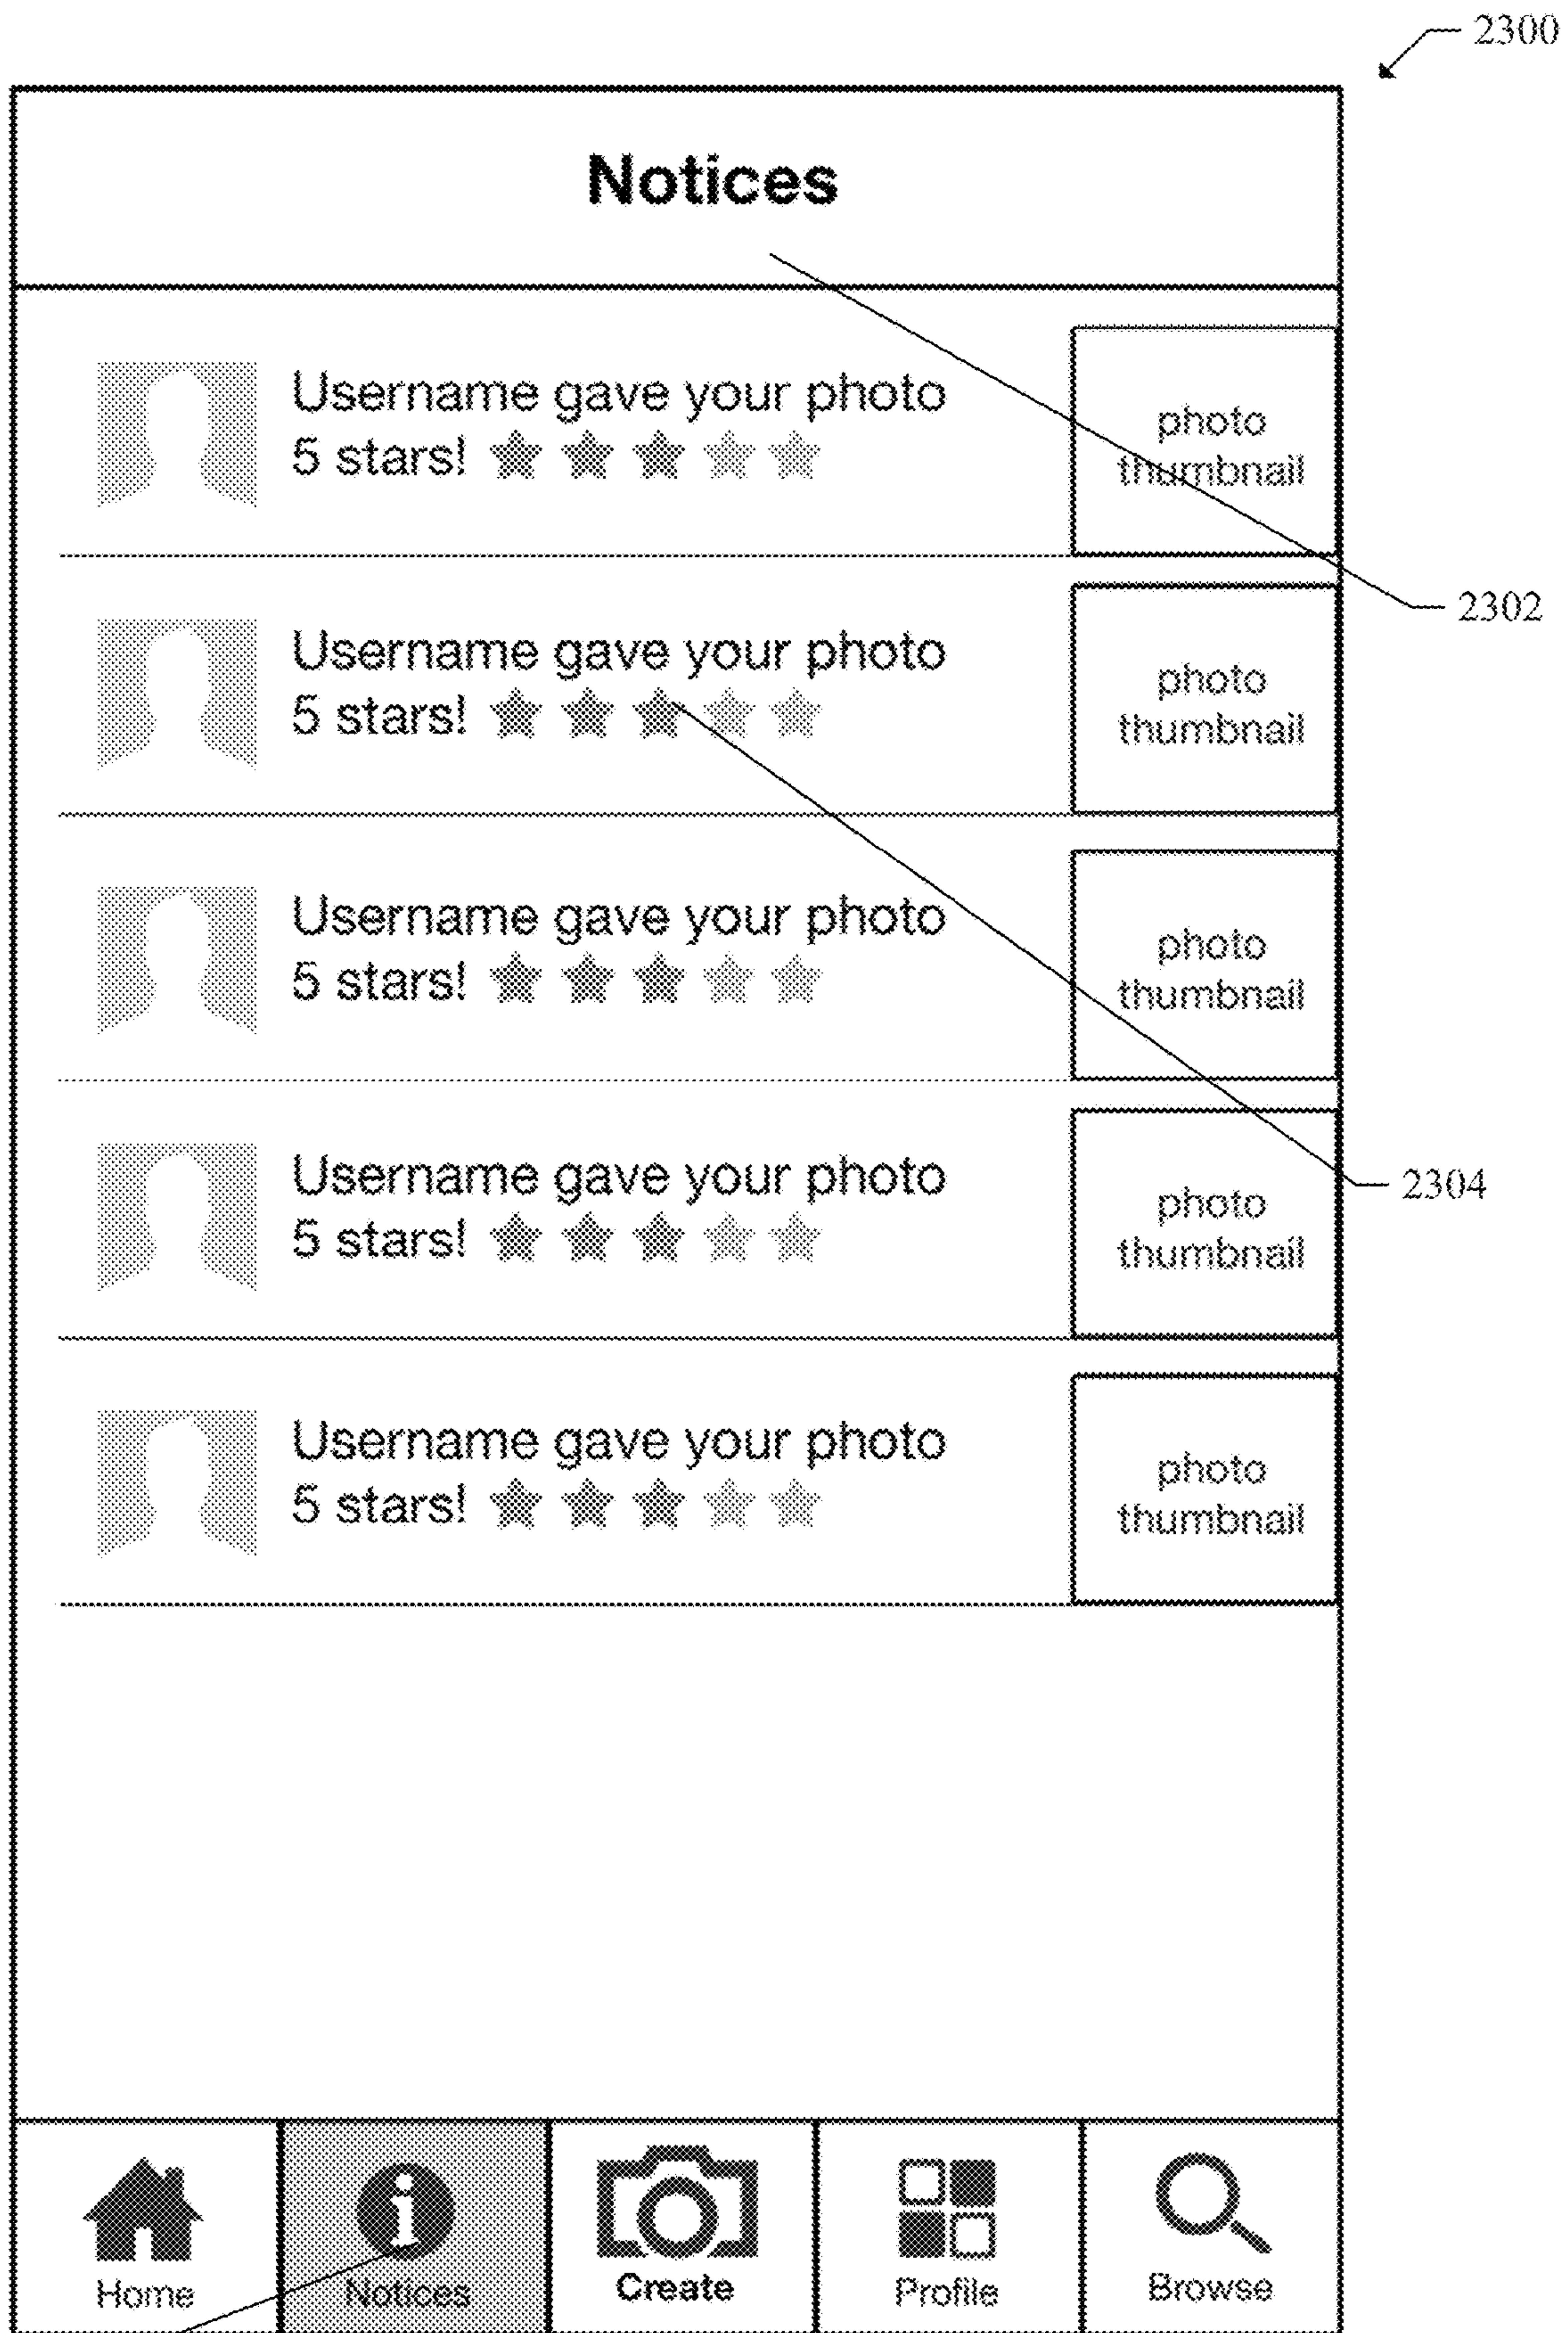 2300
Notices
Username gave your photo
5 stars!
photo
thumbnail
2302
Username gave your photo
5 stars!
photo
thumbnail
Username gave your photo
5 stars!
photo
thumbnail
2304
Username gave your photo
5 stars!
photo
thumbnail
Username gave your photo
5 stars!
photo
thumbnail
Home
Notices
Create
Profile
Browse